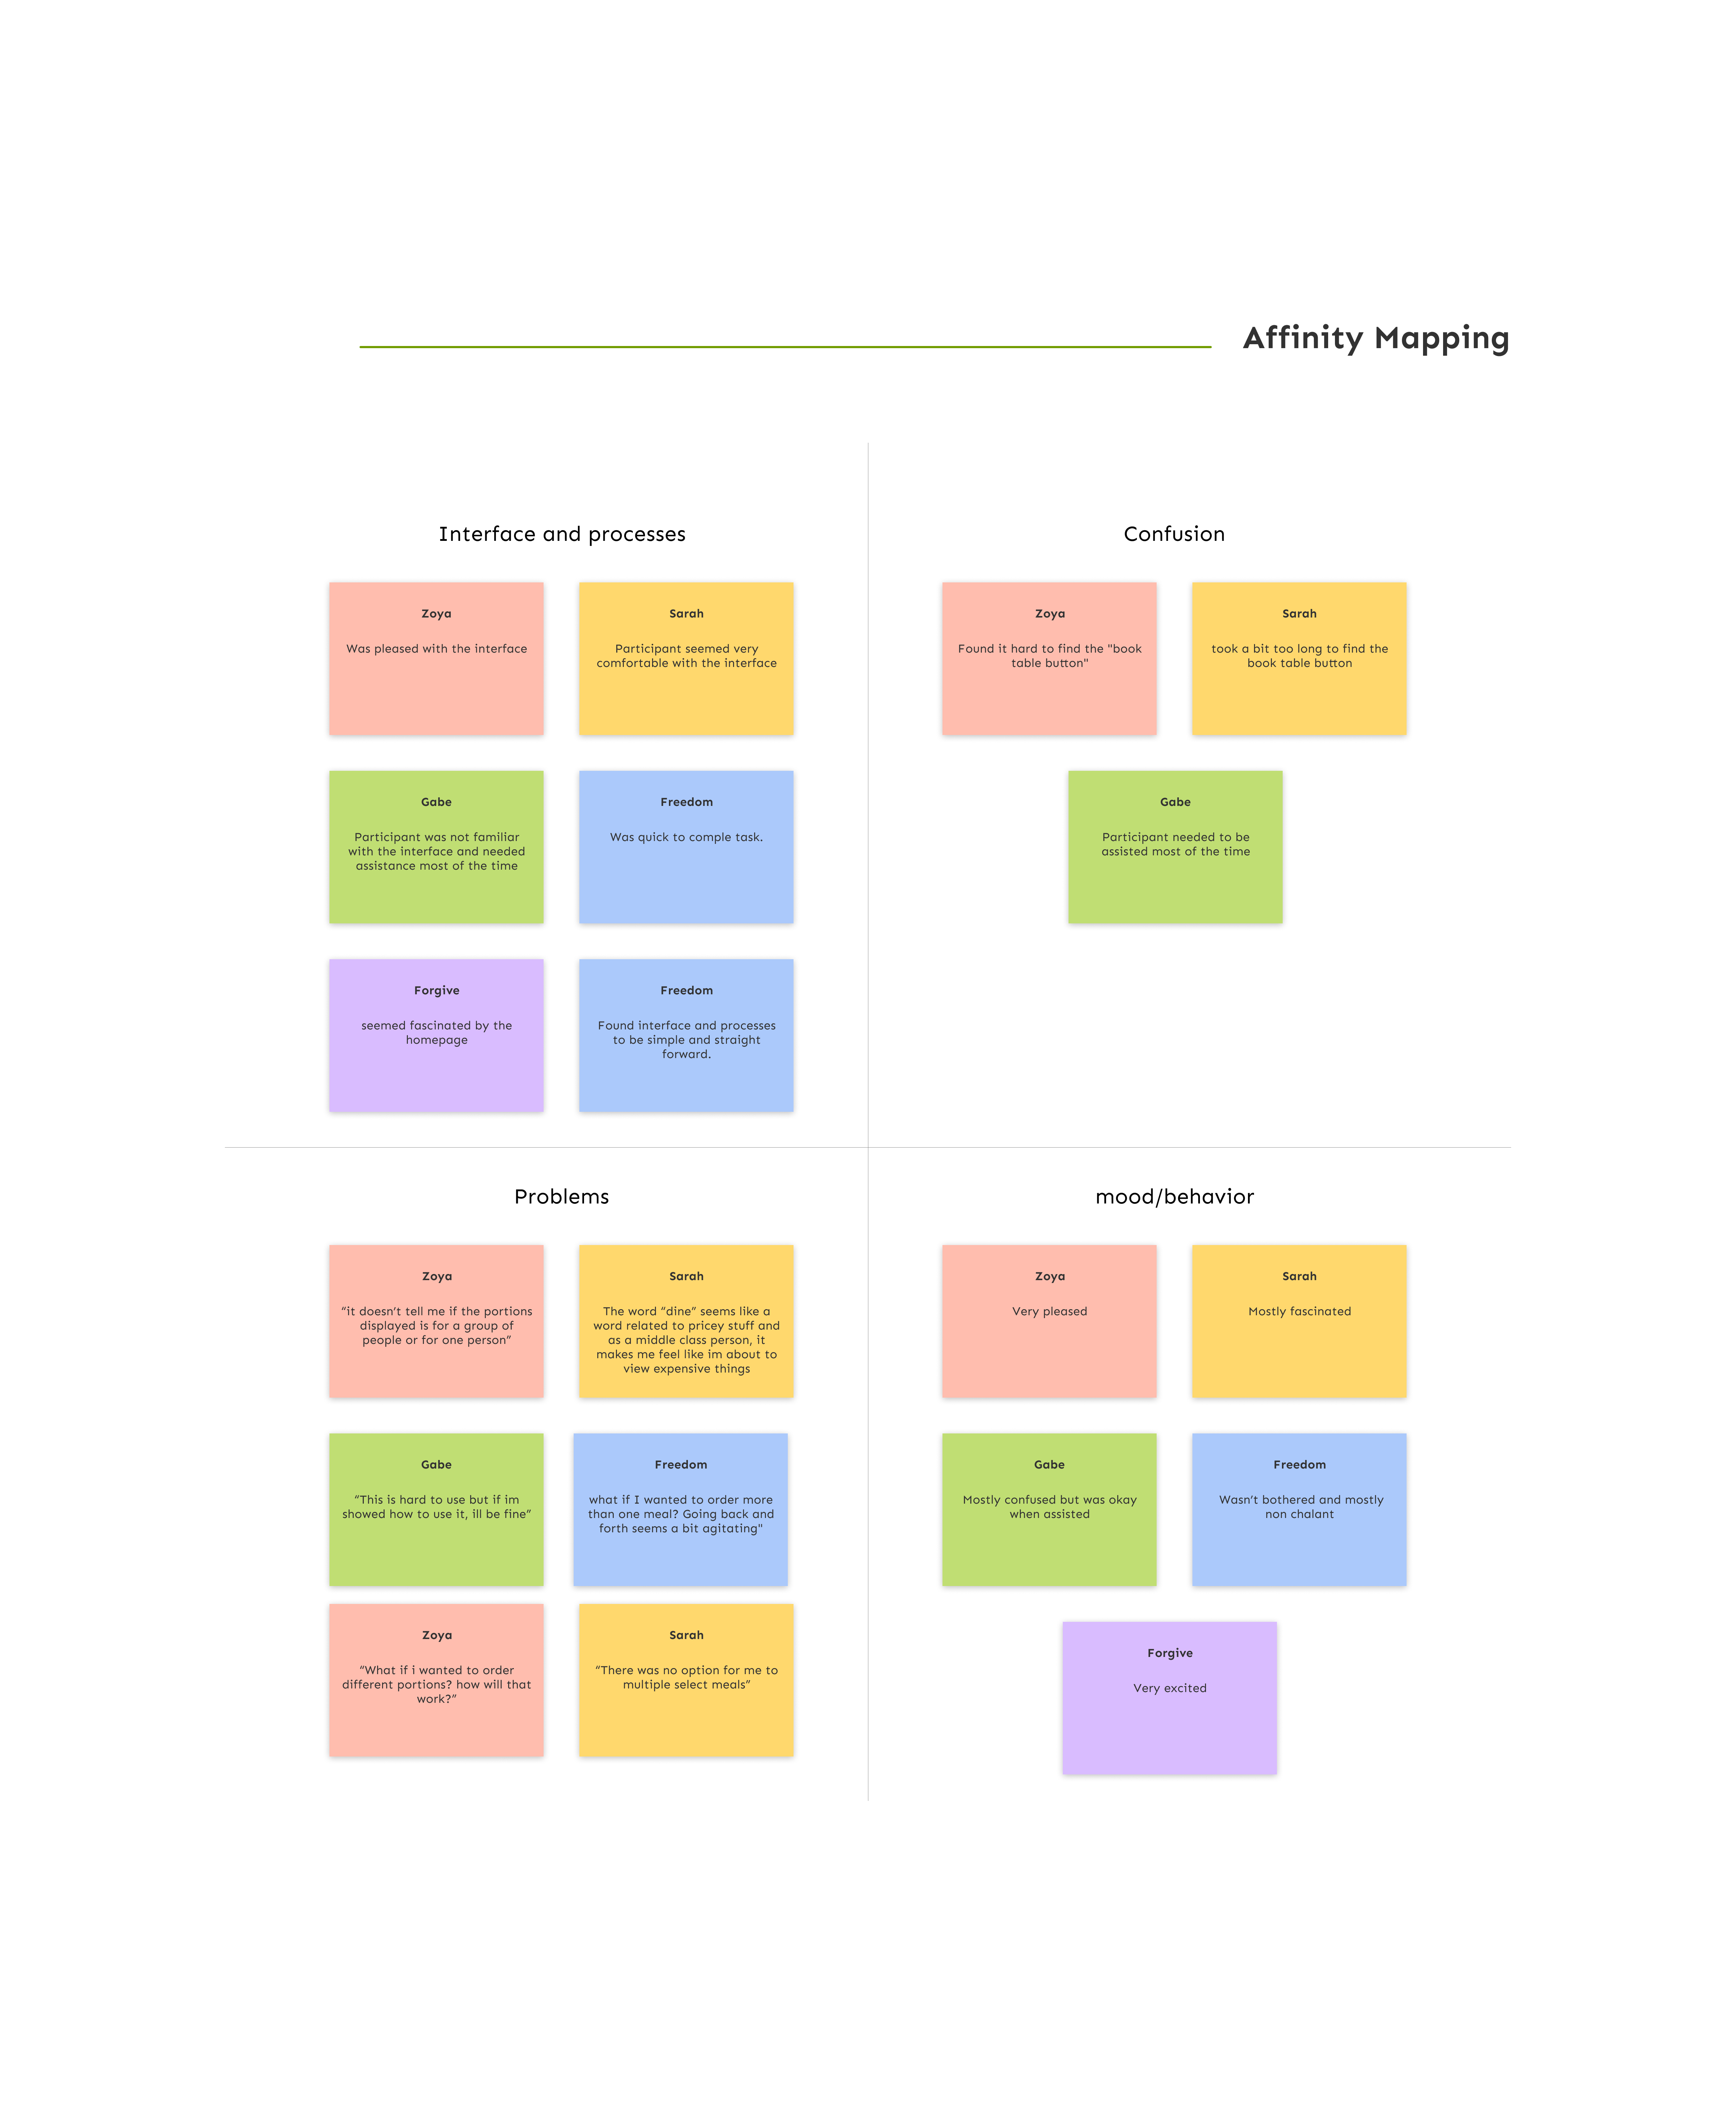 Affinity Mapping
Interface and processes
Zoya
Was pleased with the interface
Sarah
Participant seemed very
comfortable with the interface
Gabe
Participant was not familiar
with the interface and needed
assistance most of the time
Freedom
Was quick to comple task.
Forgive
seemed fascinated by the
homepage
Freedom
Found interface and processes
to be simple and straight
forward.
Confusion
Zoya
Found it hard to find the "book
table button"
Sarah
took a bit too long to find the
book table button
Gabe
Participant needed to be
assisted most of the time
Problems
Zoya
“it doesn’t tell me if the portions
displayed is for a group of
people or for one person”
Sarah
The word “dine” seems like a
word related to pricey stuff and
as a middle class person, it
makes me feel like im about to
view expensive things
Gabe
“This is hard to use but if im
showed how to use it, ill be fine”
Freedom
what if I wanted to order more
than one meal? Going back and
forth seems a bit agitating"
Zoya
“What if i wanted to order
different portions? how will that
work?”
Sarah
“There was no option for me to
multiple select meals”
mood/behavior
Zoya
Very pleased
Sarah
Mostly fascinated
Gabe
Mostly confused but was okay
when assisted
Freedom
Wasn’t bothered and mostly
non chalant
Forgive
Very excited